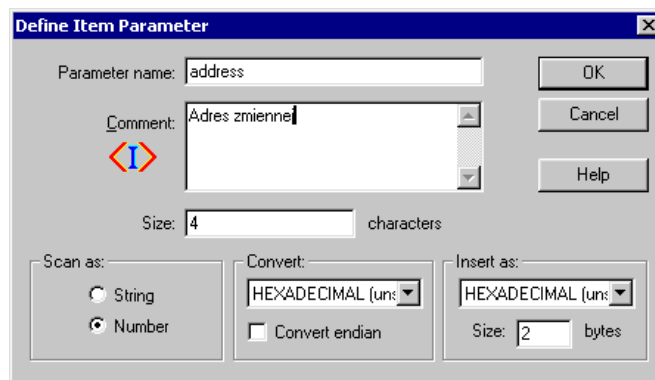 Define Item Parameter
Parameter name: address
OK
Comment: Adres zmiennej
Cancel
Help
Size: 4 characters
Scan as: Convert: Insert as:
String HEXADECIMAL (uns HEXADECIMAL (uns
Number Convert endian Size: 2 bytes